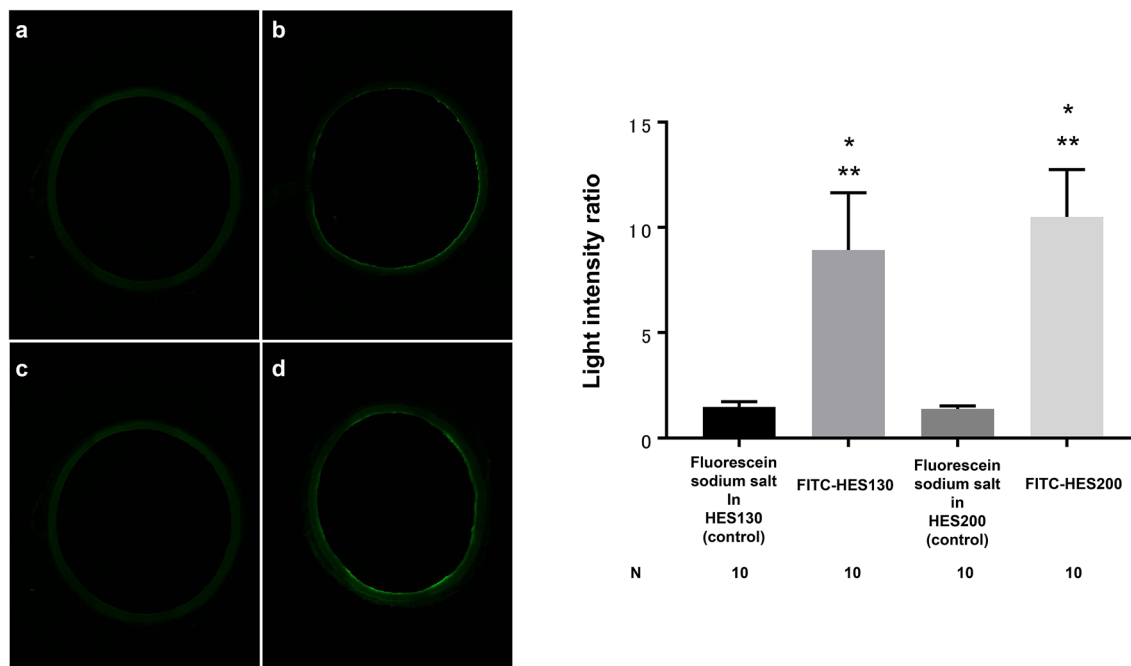 a
b
c
d
Light intensity ratio
15
10
5
0
*
**
*
**
Fluorescein
sodium salt
In
HES130
(control)
FITC-HES130
Fluorescein
sodium salt
in
HES200
(control)
FITC-HES200
N
10
10
10
10